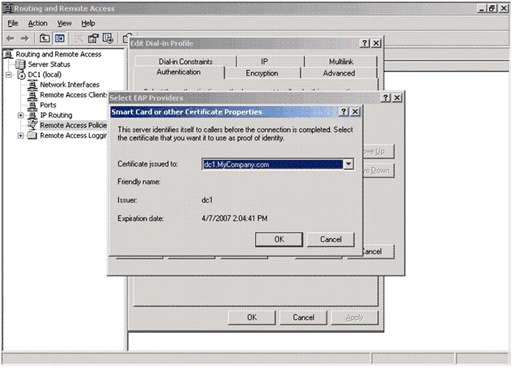 Routing and Remote Access
File Action View Help
Routing and Remote Access
Server Status
DC1 (local)
Network Interfaces
Remote Access Clients
Ports
IP Routing
Remote Access Policie
Remote Access Loggin
Edit Dial-in Profile
Dial-in Constraints IP Multilink
Authentication Encryption Advanced
Select EAP Providers
Smart Card or other Certificate Properties
This server identifies itself to callers before the connection is completed. Select
the certificate that you want it to use as proof of identity.
Certificate issued to: dc1.MyCompany.com
Friendly name:
Issuer: dc1
Expiration date: 4/7/2007 2:04:41 PM
OK Cancel
ove Up
ve Down
ancel
OK Cancel Apply